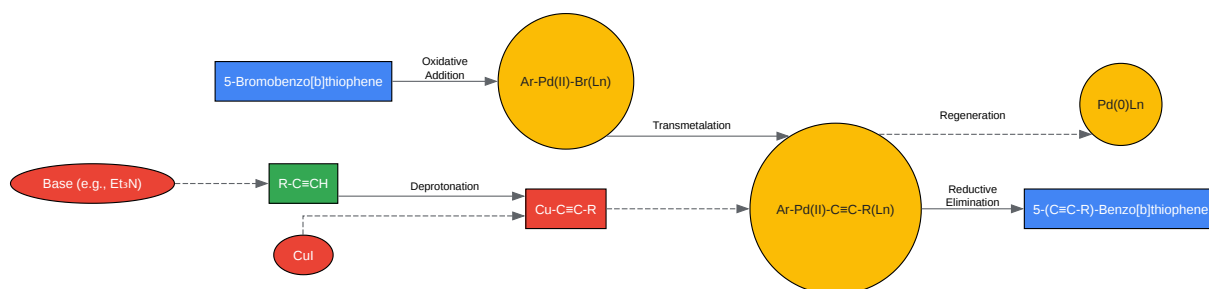 Oxidative
Addition
5-Bromobenzo[b]thiophene
Ar-Pd(II)-Br(Ln)
Pd(0)Ln
Regeneration
Transmetalation
Base (e.g., Et₃N)
R-C≡CH
Deprotonation
Cu-C≡C-R
Ar-Pd(II)-C≡C-R(Ln)
Reductive
Elimination
5-(C≡C-R)-Benzo[b]thiophene
CuI